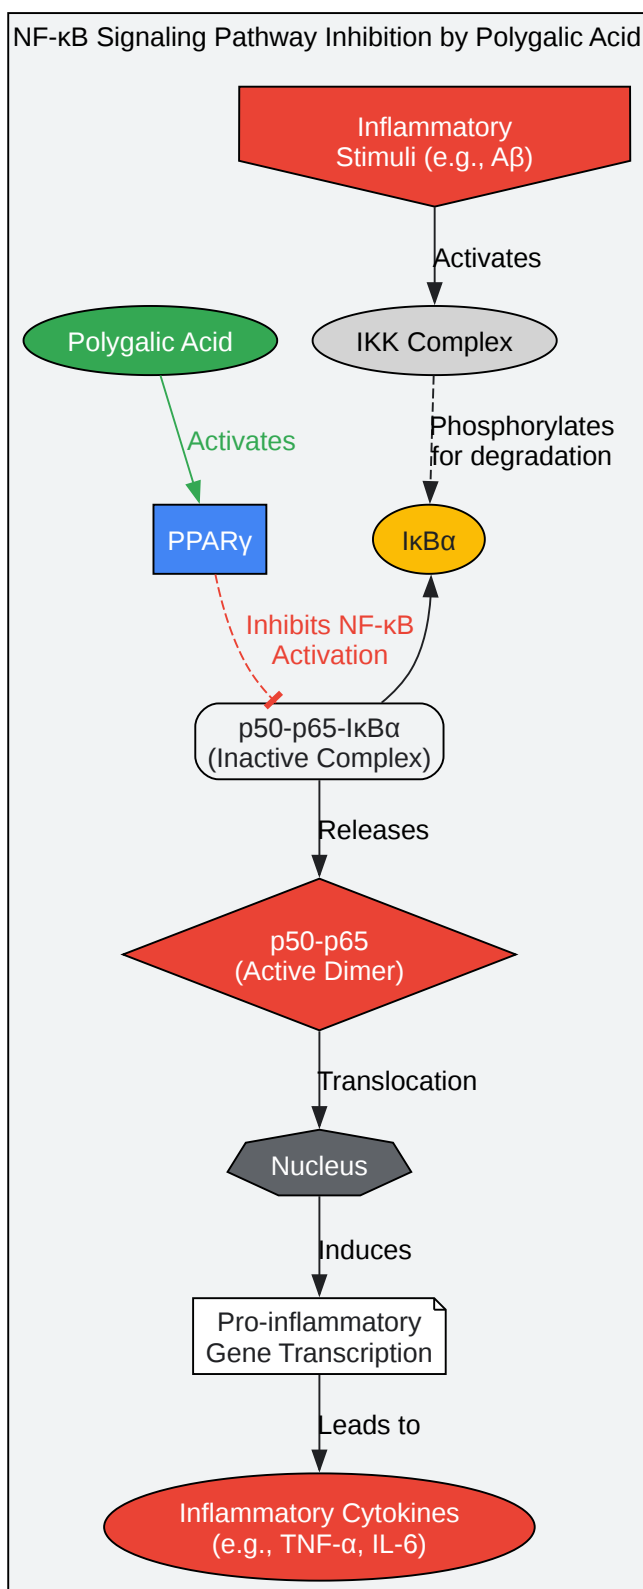 NF-κB Signaling Pathway Inhibition by Polygalic Acid
Inflammatory
Stimuli (e.g., Aβ)
Activates
Polygalic Acid
IKK Complex
Activates
Phosphorylates
for degradation
PPARγ
IκBα
Inhibits NF-κB
Activation
p50-p65-IκBα
(Inactive Complex)
Releases
p50-p65
(Active Dimer)
Translocation
Nucleus
Induces
Pro-inflammatory
Gene Transcription
Leads to
Inflammatory Cytokines
(e.g., TNF-α, IL-6)